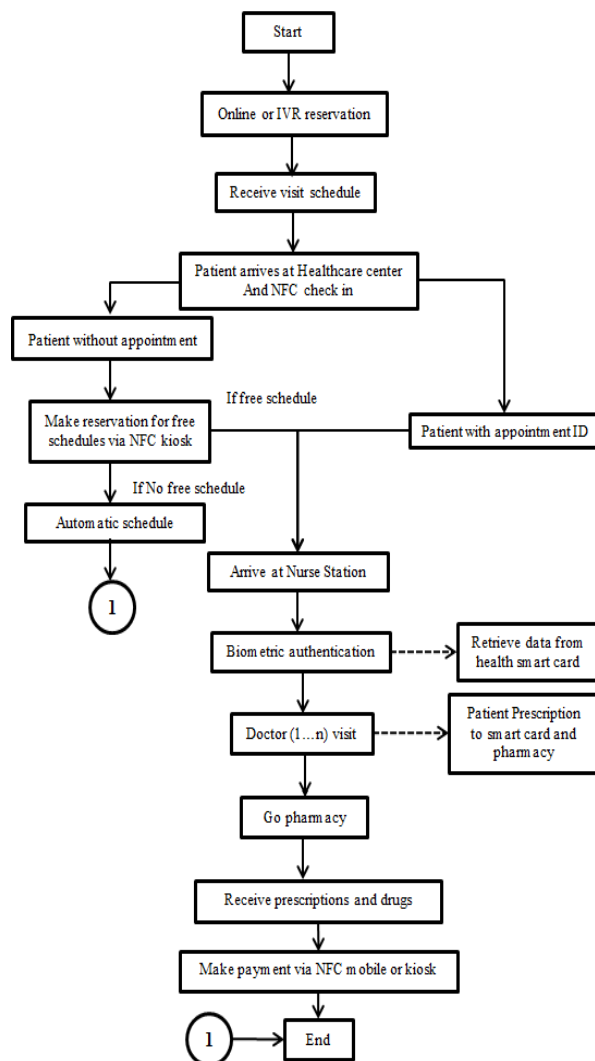 Start
Online or IVR reservation
Receive visit schedule
Patient arrives at Healthcare center
And NFC check in
Patient without appointment
If free schedule
Make reservation for free
schedules via NFC kiosk
Patient with appointment ID
If No free schedule
Automatic schedule
1
Arrive at Nurse Station
Biometric authentication
Retrieve data from
health smart card
Doctor (1...n) visit
Patient Prescription
to smart card and
pharmacy
Go pharmacy
Receive prescriptions and drugs
Make payment via NFC mobile or kiosk
1
End